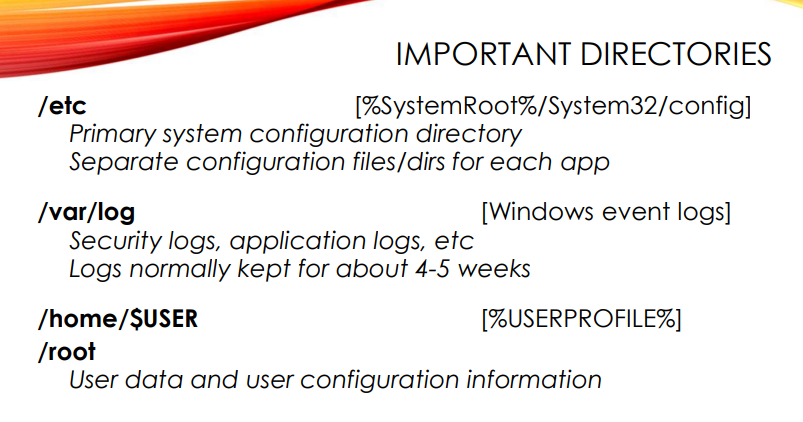 IMPORTANT DIRECTORIES
/etc [%SystemRoot%/System32/config]
Primary system configuration directory
Separate configuration files/dirs for each app
/var/log [Windows event logs]
Security logs, application logs, etc
Logs normally kept for about 4-5 weeks
/home/$USER [%USERPROFILE%]
/root
User data and user configuration information